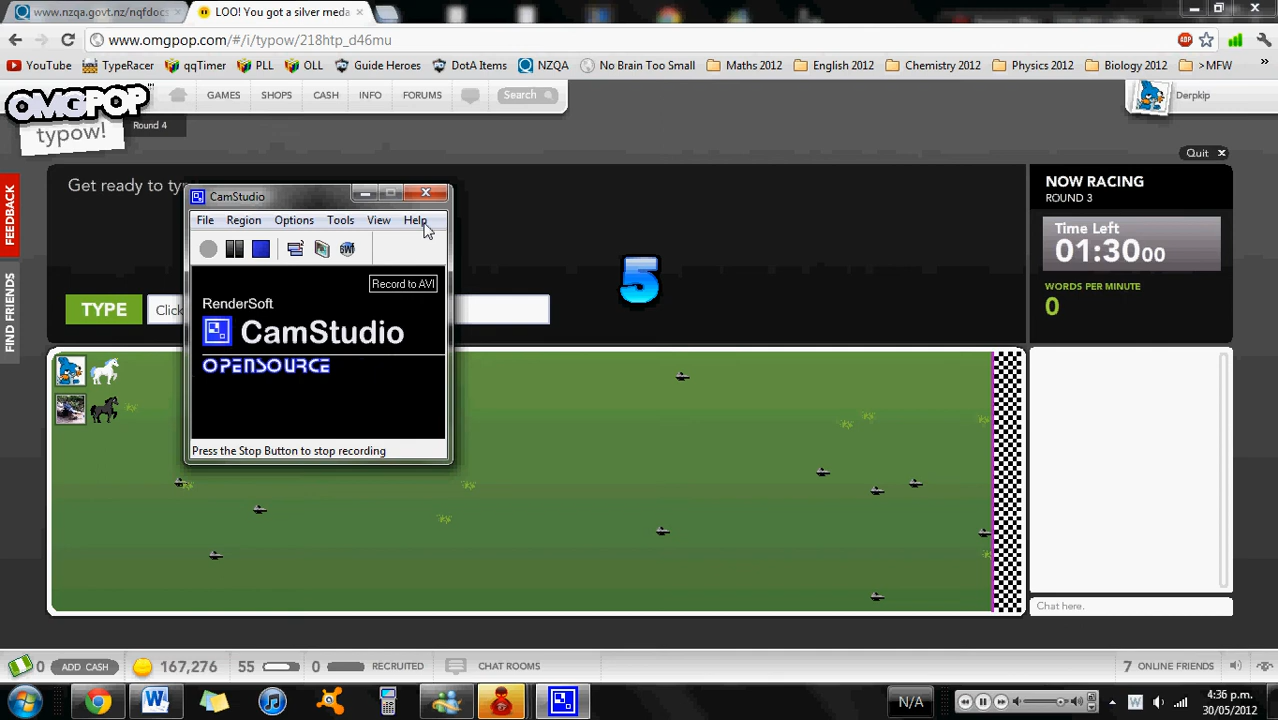 www.nzqa.govt.nz/nqfdocs
LOO! You got a silver meda
www.omgpop.com/#/i/typow/218htp_d46mu
ABP
YouTube TypeRacer qqTimer PLL OLL Guide Heroes DotA Items NZQA No Brain Too Small Maths 2012 English 2012 Chemistry 2012 Physics 2012 Biology 2012 >MFW »
OMGPOP
typow!
GAMES SHOPS CASH INFO FORUMS Search
Derpkip
Round 4
Quit
FEEDBACK
FIND FRIENDS
Get ready to
TYPE
Click
5
NOW RACING
ROUND 3
Time Left
01:30 00
WORDS PER MINUTE
0
CamStudio
File Region Options Tools View Help
Record to AVI
RenderSoft
CamStudio
OPENSOURCE
Press the Stop Button to stop recording
Chat here.
0 ADD CASH 167,276 55 0 RECRUITED CHAT ROOMS 7 ONLINE FRIENDS
N/A
4:36 p.m.
30/05/2012